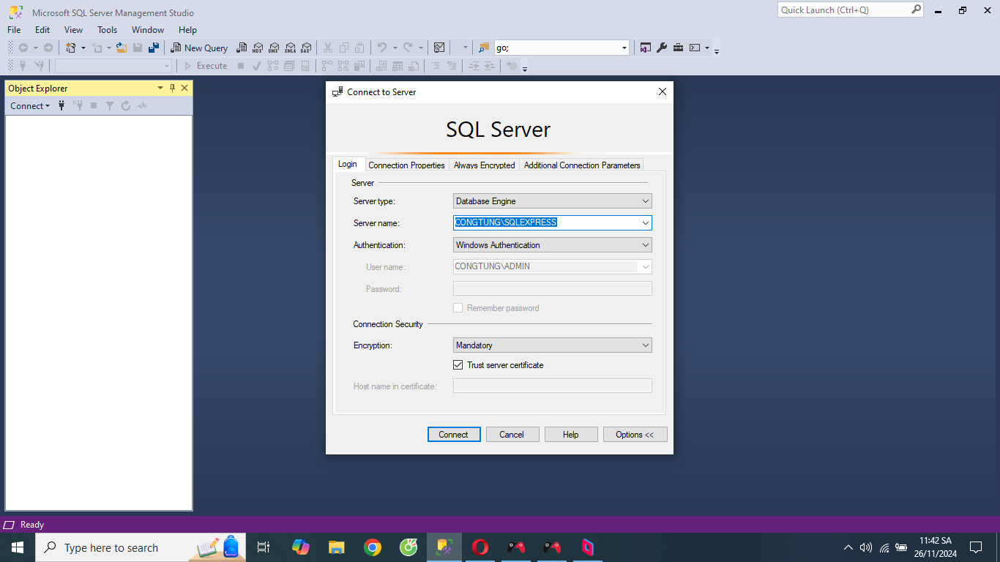 Microsoft SQL Server Management Studio
Quick Launch (Ctrl+Q)
File Edit View Tools Window Help
New Query MDX DMX XMLA DAX go;
Execute
Object Explorer
Connect
Connect to Server
SQL Server
Login Connection Properties Always Encrypted Additional Connection Parameters
Server
Server type: Database Engine
Server name: CONGTUNG\SQLEXPRESS
Authentication: Windows Authentication
User name: CONGTUNG\ADMIN
Password:
Remember password
Connection Security
Encryption: Mandatory
Trust server certificate
Host name in certificate:
Connect Cancel Help Options <<
Ready
Type here to search
11:42 SA
26/11/2024